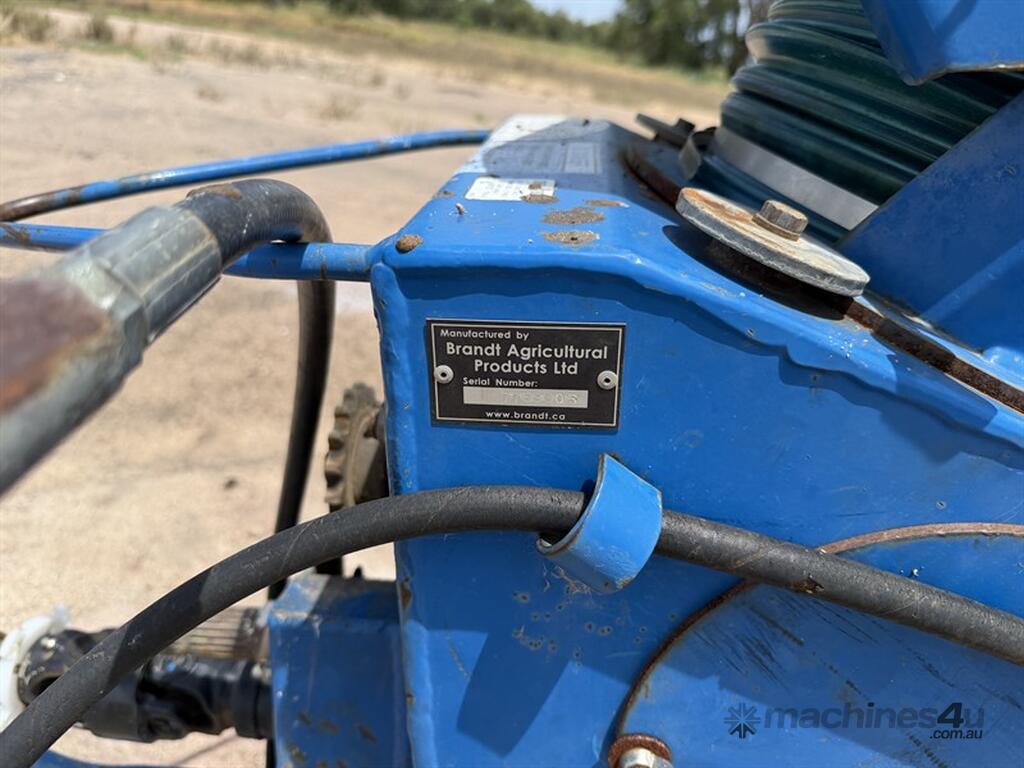 Manufactured by
Brandt Agricultural
Products Ltd
Serial Number:
www.brandt.ca
machines4u
.com.au